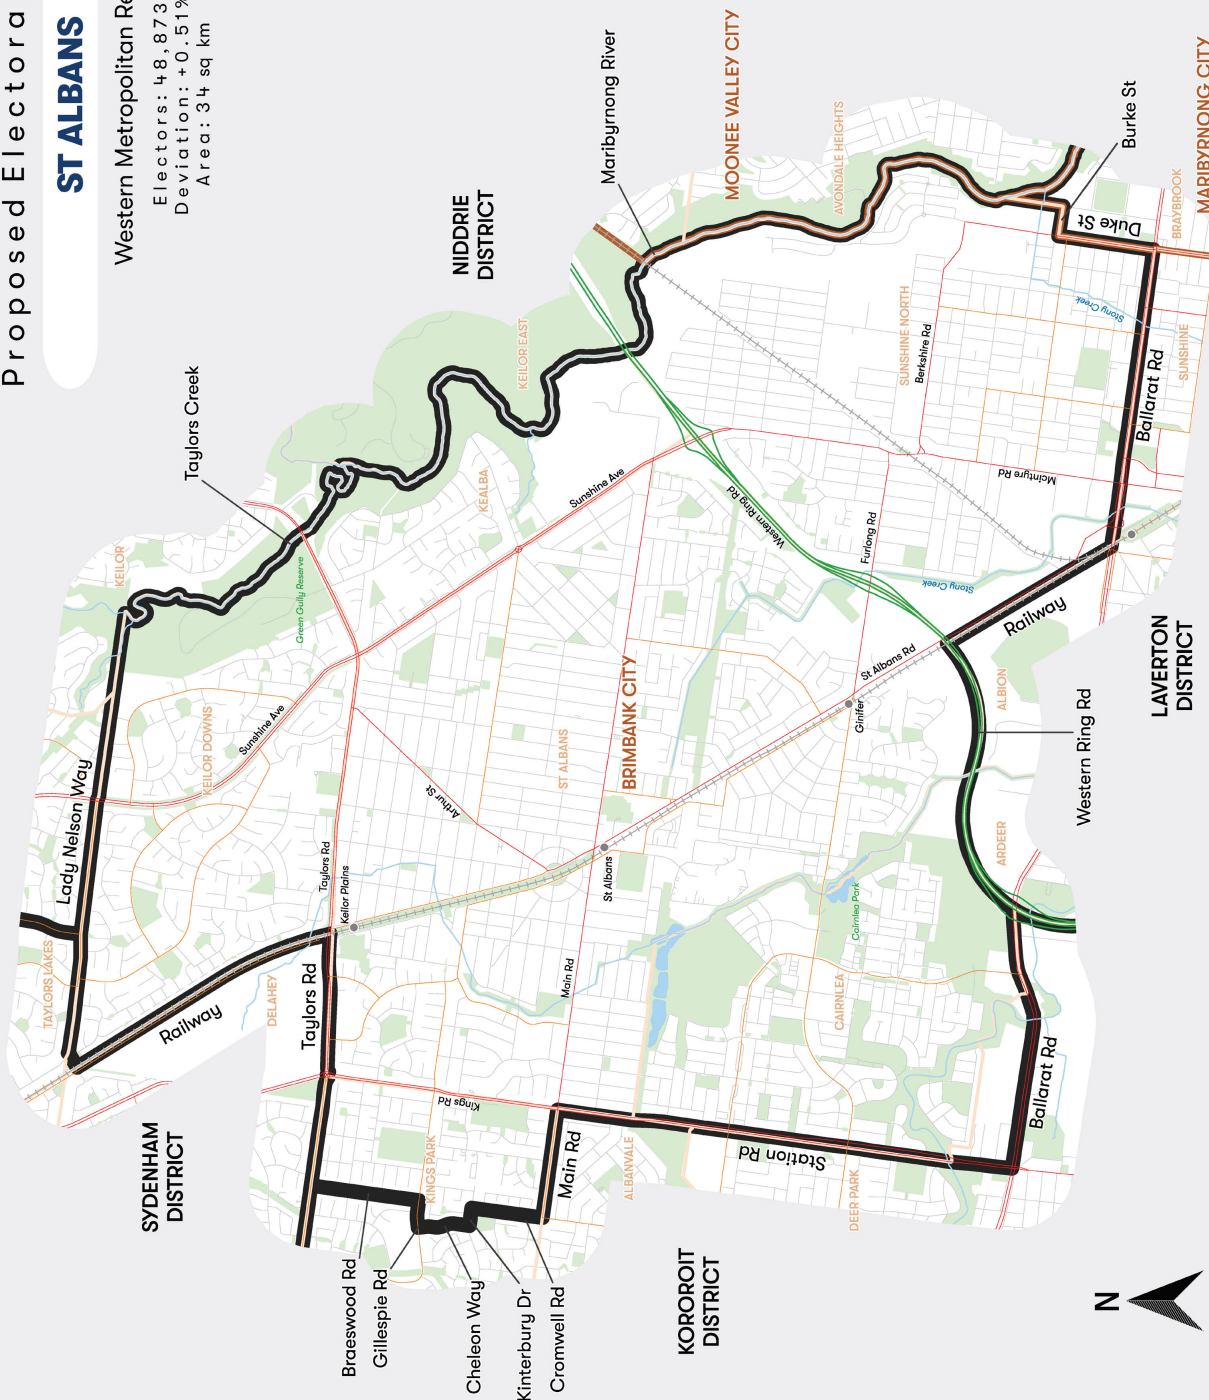 Proposed Electora
ST ALBANS
Western Metropolitan Re
Electors: 48,873
Deviation: +0.51%
Area: 34 sq km
SYDENHAM
DISTRICT
NIDDRIE
DISTRICT
KOROROIT
DISTRICT
LAVERTON
DISTRICT
MOONEE VALLEY CITY
MARIBYRNONG CITY
BRIMBANK CITY
Taylors Creek
Maribyrnong River
Burke St
Duke St
Ballarat Rd
Railway
Western Ring Rd
Ballarat Rd
Station Rd
Main Rd
Cromwell Rd
Kinterbury Dr
Cheleon Way
Gillespie Rd
Braeswood Rd
Taylors Rd
Railway
Lady Nelson Way
TAYLORS LAKES
DELAHEY
KEILOR DOWNS
KEILOR
KEALBA
KEILOR EAST
AVONDALE HEIGHTS
SUNSHINE NORTH
BRAYBROOK
SUNSHINE
ALBION
ARDEER
ST ALBANS
CAIRNLEA
KINGS PARK
ALBANVALE
DEER PARK
Green Gully Reserve
Cairnlea Park
Sunshine Ave
Sunshine Ave
Arthur St
Taylors Rd
Keilor Plains
St Albans
Main Rd
Kings Rd
St Albans Rd
Ginifer
Furlong Rd
Western Ring Rd
Berkshire Rd
McIntyre Rd
Stony Creek
Stony Creek
N